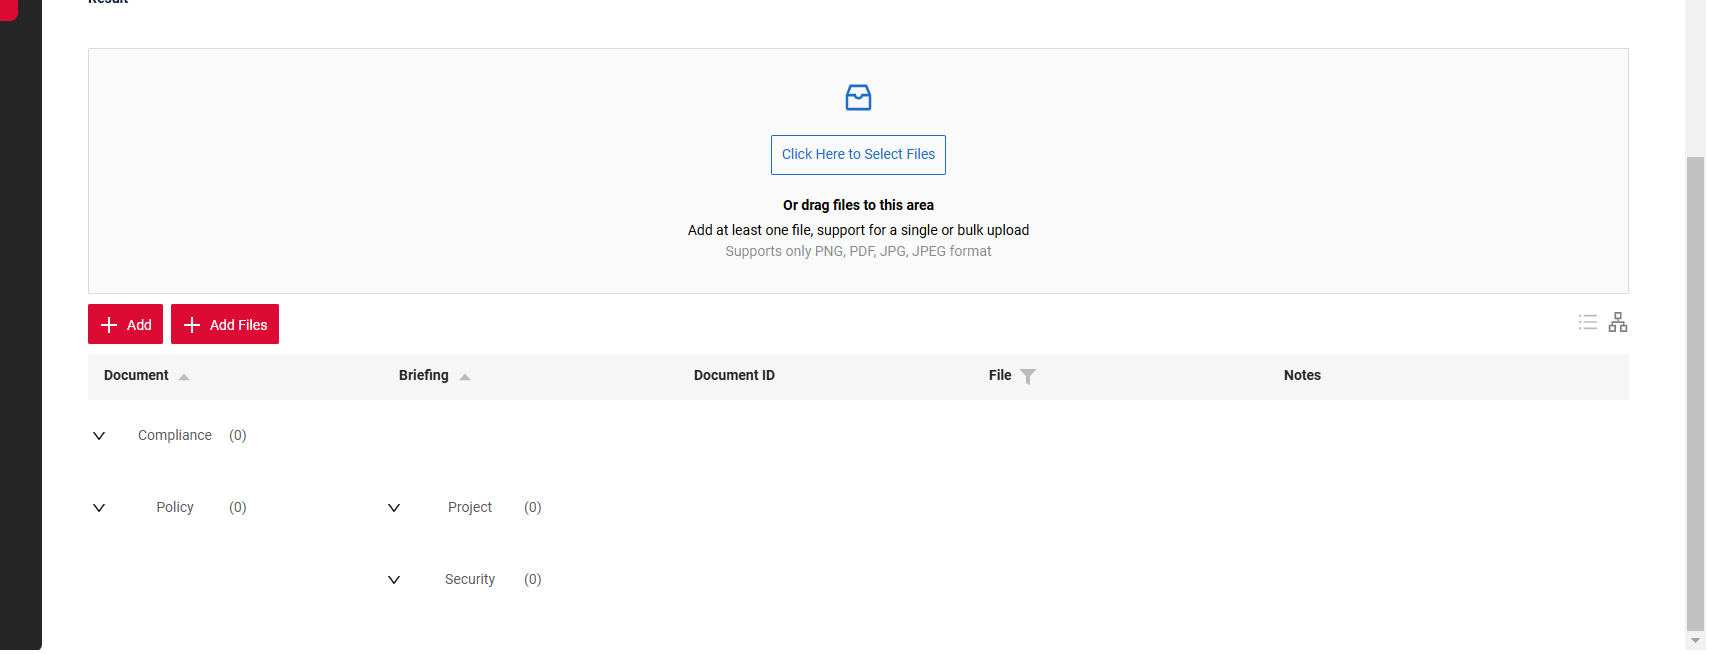 Result
Click Here to Select Files
Or drag files to this area
Add at least one file, support for a single or bulk upload
Supports only PNG, PDF, JPG, JPEG format
Add Add Files
Document Briefing Document ID File Notes
Compliance (0)
Policy (0) Project (0)
Security (0)